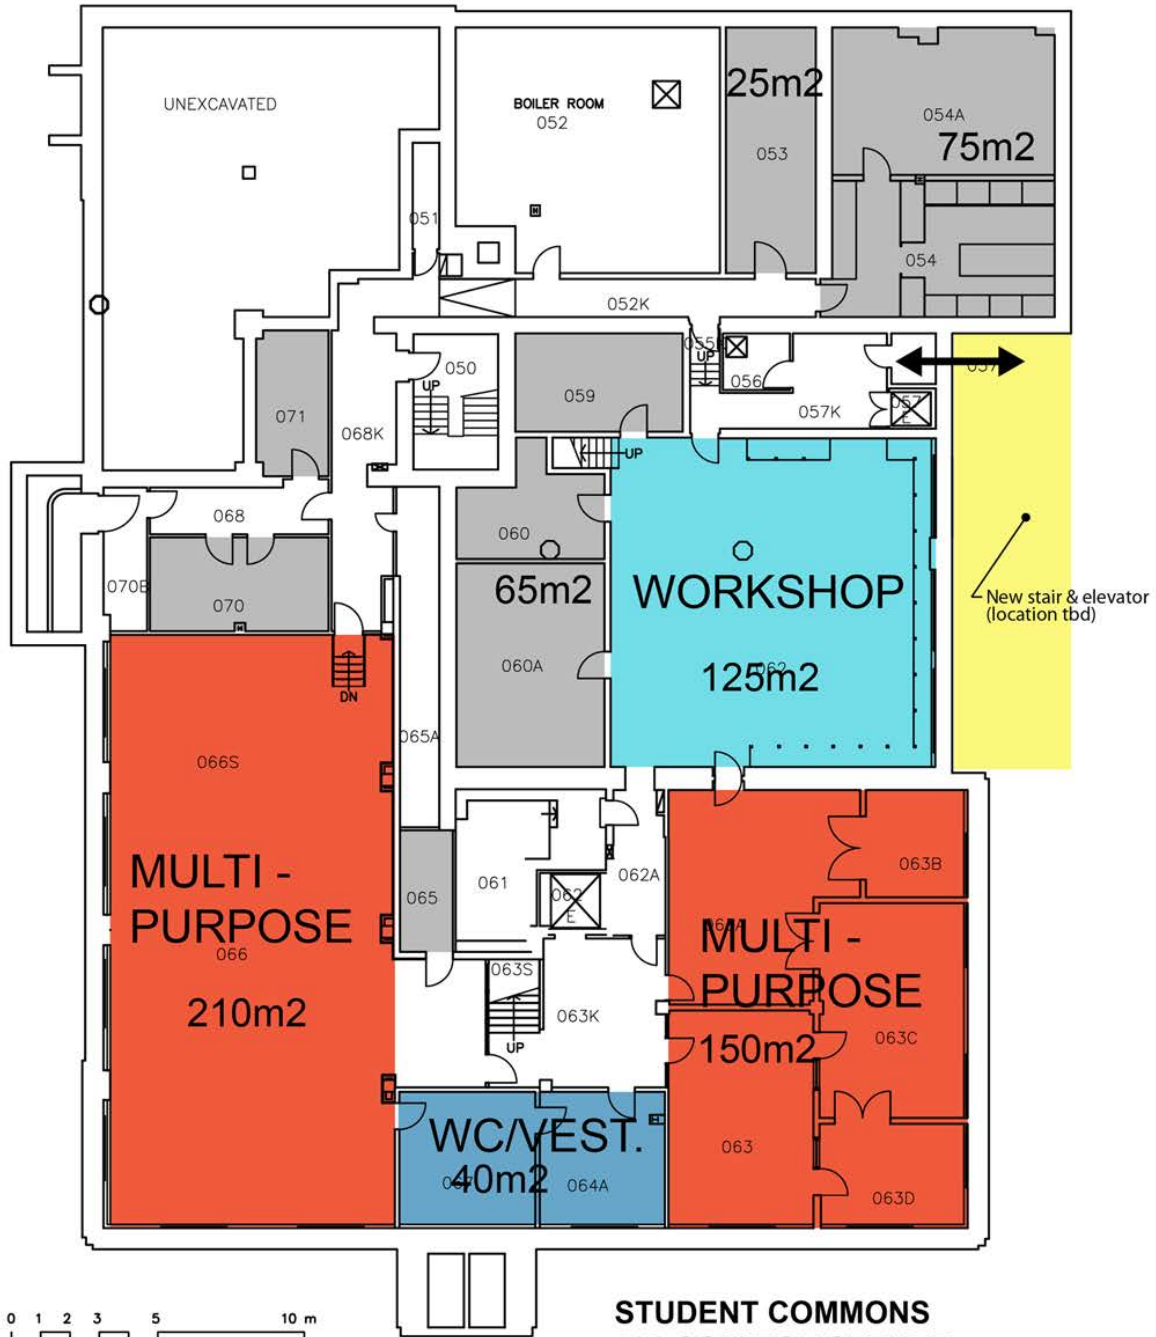 25m2
UNEXCAVATED
BOILER ROOM
052
054A
75m2
053
051
054
052K
050
UP
UP
056
059
057K
071
068K
UP
060
068
070
65m2
WORKSHOP
New stair & elevator
(location tbd)
060A
125m2
062
DN
065A
066S
MULTI -
PURPOSE
066
210m2
065
061
062
E
062A
063B
MULTI -
PURPOSE
063S
UP
063K
150m2
063C
WC/VEST.
40m2
064A
063
063D
0 1 2 3 5 10 m
STUDENT COMMONS